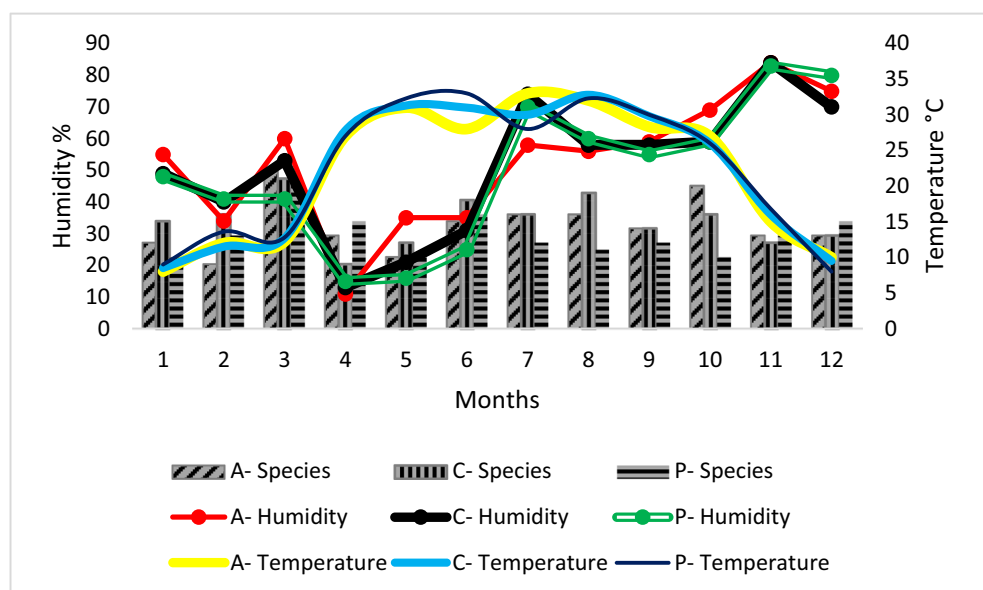 90
80
70
60
50
40
30
20
10
0
Humidity %
40
35
30
25
20
15
10
5
0
Temperature °C
1 2 3 4 5 6 7 8 9 10 11 12
Months
A- Species C- Species P- Species
A- Humidity C- Humidity P- Humidity
A- Temperature C- Temperature P- Temperature